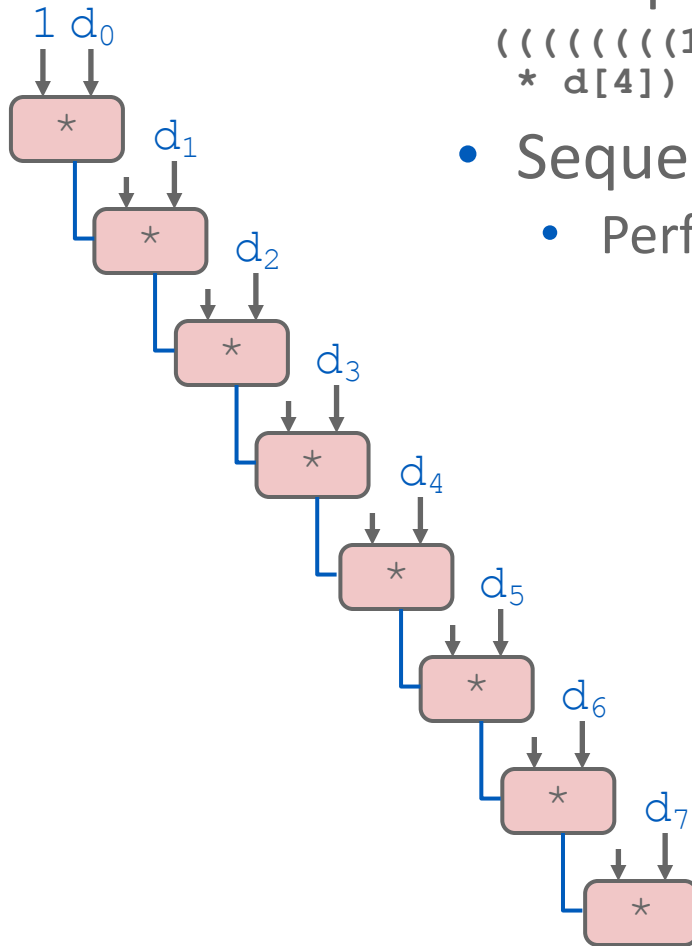 1 d₀
((((((((1
* d[4])
*
d₁
• Seque
*
• Perf
d₂
*
d₃
*
d₄
*
d₅
*
d₆
*
d₇
*